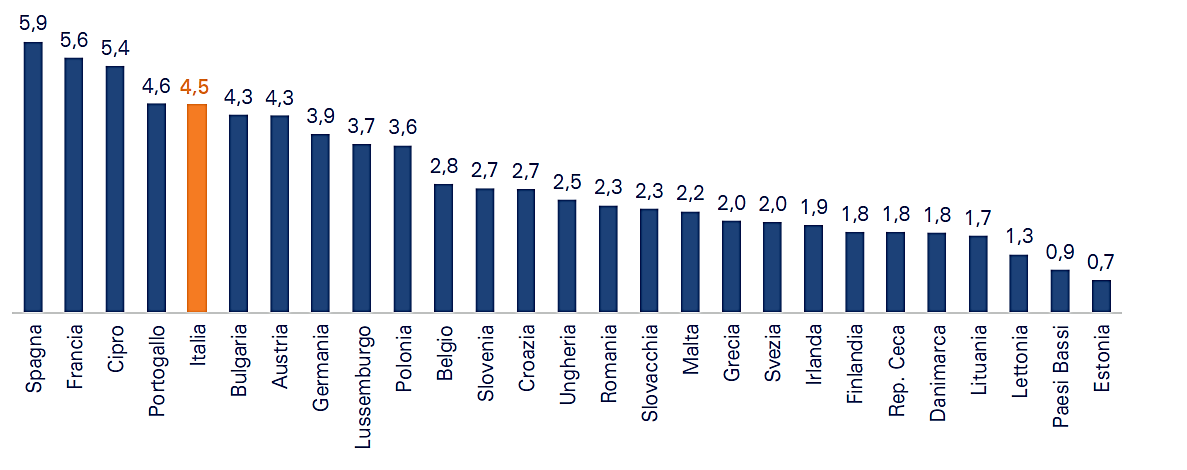 5,9
5,6
5,4
4,6
4,5
4,3
4,3
3,9
3,7
3,6
2,8
2,7
2,7
2,5
2,3
2,3
2,2
2,0
2,0
1,9
1,8
1,8
1,8
1,7
1,3
0,9
0,7
Spagna
Francia
Cipro
Portogallo
Italia
Bulgaria
Austria
Germania
Lussemburgo
Polonia
Belgio
Slovenia
Croazia
Ungheria
Romania
Slovacchia
Malta
Grecia
Svezia
Irlanda
Finlandia
Rep. Ceca
Danimarca
Lituania
Lettonia
Paesi Bassi
Estonia